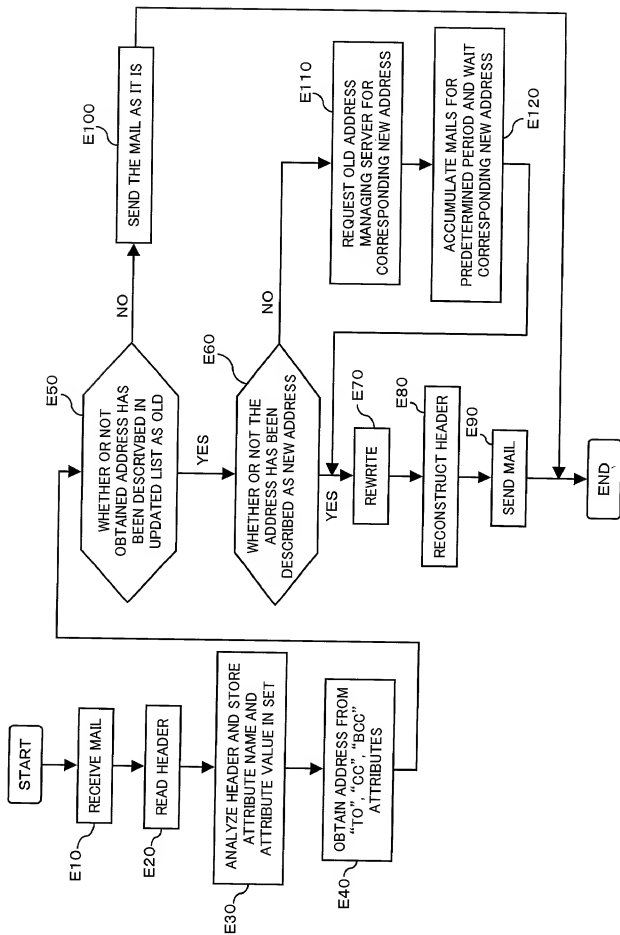 START
E10
RECEIVE MAIL
E20
READ HEADER
E30
ANALYZE HEADER AND STORE
ATTRIBUTE NAME AND
ATTRIBUTE VALUE IN SET
E40
OBTAIN ADDRESS FROM
"TO", "CC", "BCC"
ATTRIBUTES
E50
WHETHER OR NOT
OBTAINED ADDRESS HAS
BEEN DESCRIVBED IN
UPDATED LIST AS OLD
NO
YES
E100
SEND THE MAIL AS IT IS
E60
WHETHER OR NOT THE
ADDRESS HAS BEEN
DESCRIBED AS NEW ADDRESS
NO
YES
E110
REQUEST OLD ADDRESS
MANAGING SERVER FOR
CORRESPONDING NEW ADDRESS
E120
ACCUMULATE MAILS FOR
PREDETERMINED PERIOD AND WAIT
CORRESPONDING NEW ADDRESS
E70
REWRITE
E80
RECONSTRUCT HEADER
E90
SEND MAIL
END